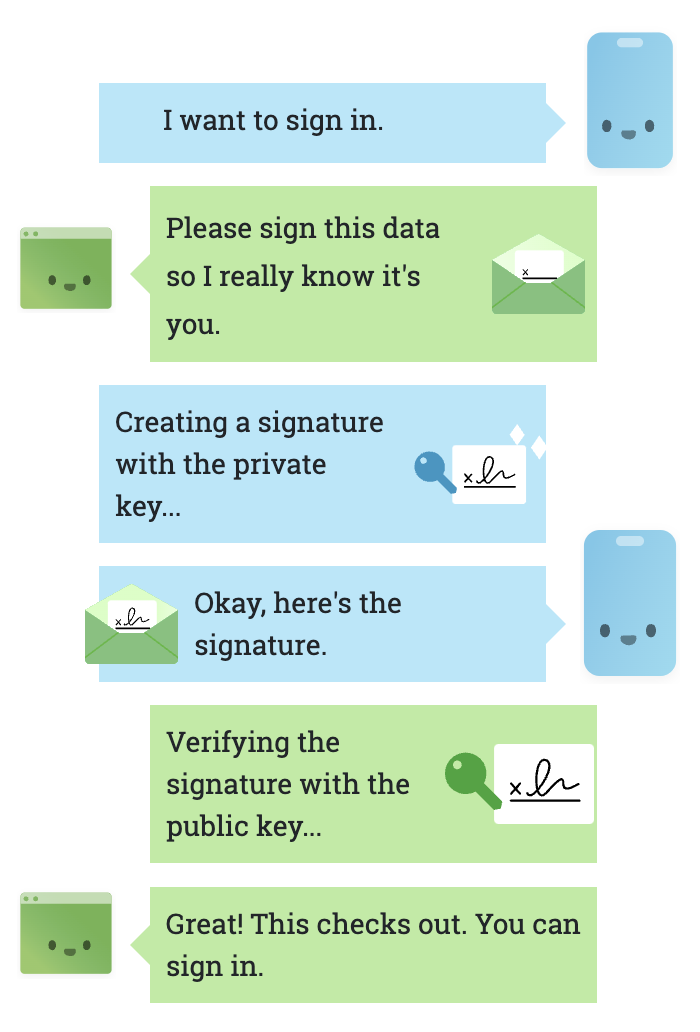 I want to sign in.
Please sign this data
so I really know it's
you.
x
Creating a signature
with the private
key...
x
Okay, here's the
signature.
x
Verifying the
signature with the
public key...
x
Great! This checks out. You can
sign in.